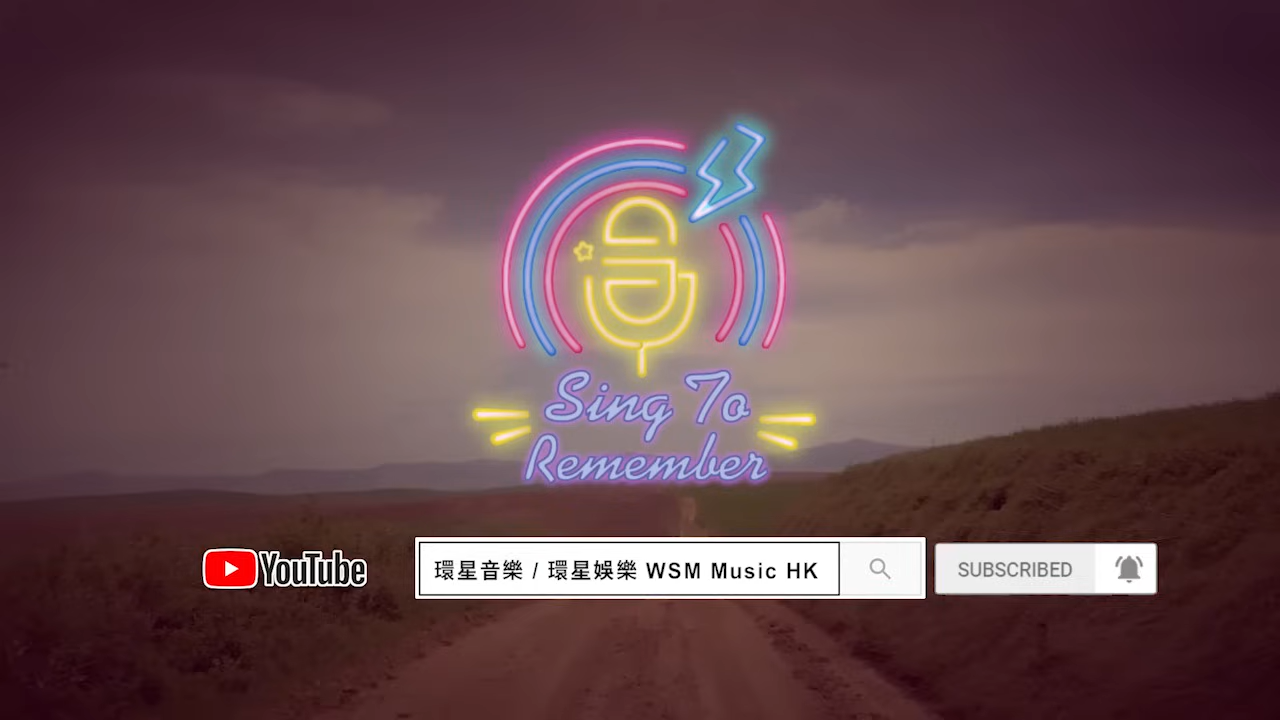 Sing To
Remember
YouTube
環星音樂 / 環星娛樂 WSM Music HK
SUBSCRIBED